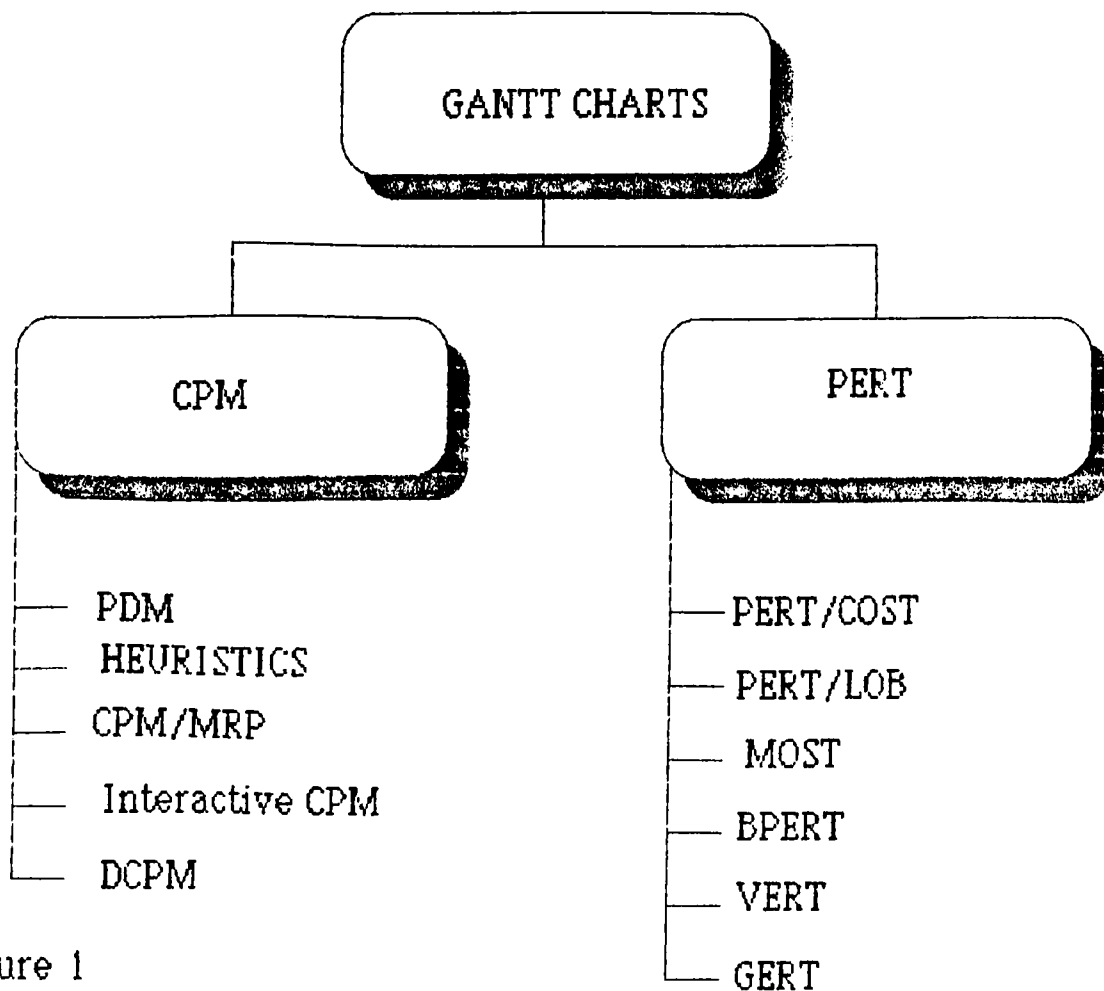 GANTT CHARTS
CPM
PERT
PDM
HEURISTICS
CPM/MRP
Interactive CPM
DCPM
PERT/COST
PERT/LOB
MOST
BPERT
VERT
GERT
ure 1